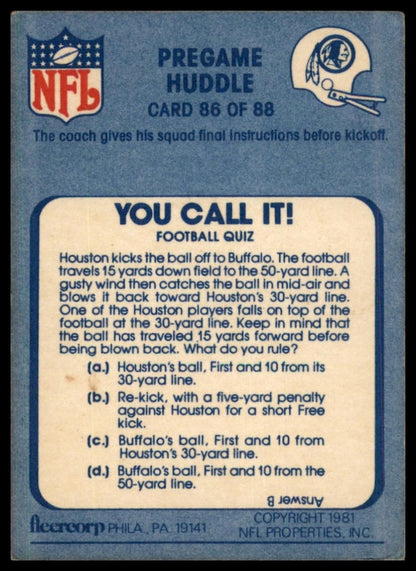 NFL
PREGAME
HUDDLE
CARD 86 OF 88
The coach gives his squad final instructions before kickoff.
YOU CALL IT!
FOOTBALL QUIZ
Houston kicks the ball off to Buffalo. The football
travels 15 yards down field to the 50-yard line. A
gusty wind then catches the ball in mid-air and
blows it back toward Houston's 30-yard line.
One of the Houston players falls on top of the
football at the 30-yard line. Keep in mind that
the ball has traveled 15 yards forward before
being blown back. What do you rule?
(a.) Houston's ball, First and 10 from its
30-yard line.
(b.) Re-kick, with a five-yard penalty
against Houston for a short Free
kick.
(c.) Buffalo's ball, First and 10 from
Houston's 30-yard line.
(d.) Buffalo's ball, First and 10 from the
50-yard line.
Answer B
fleercorp PHILA., PA. 19141
COPYRIGHT 1981
NFL PROPERTIES, INC.